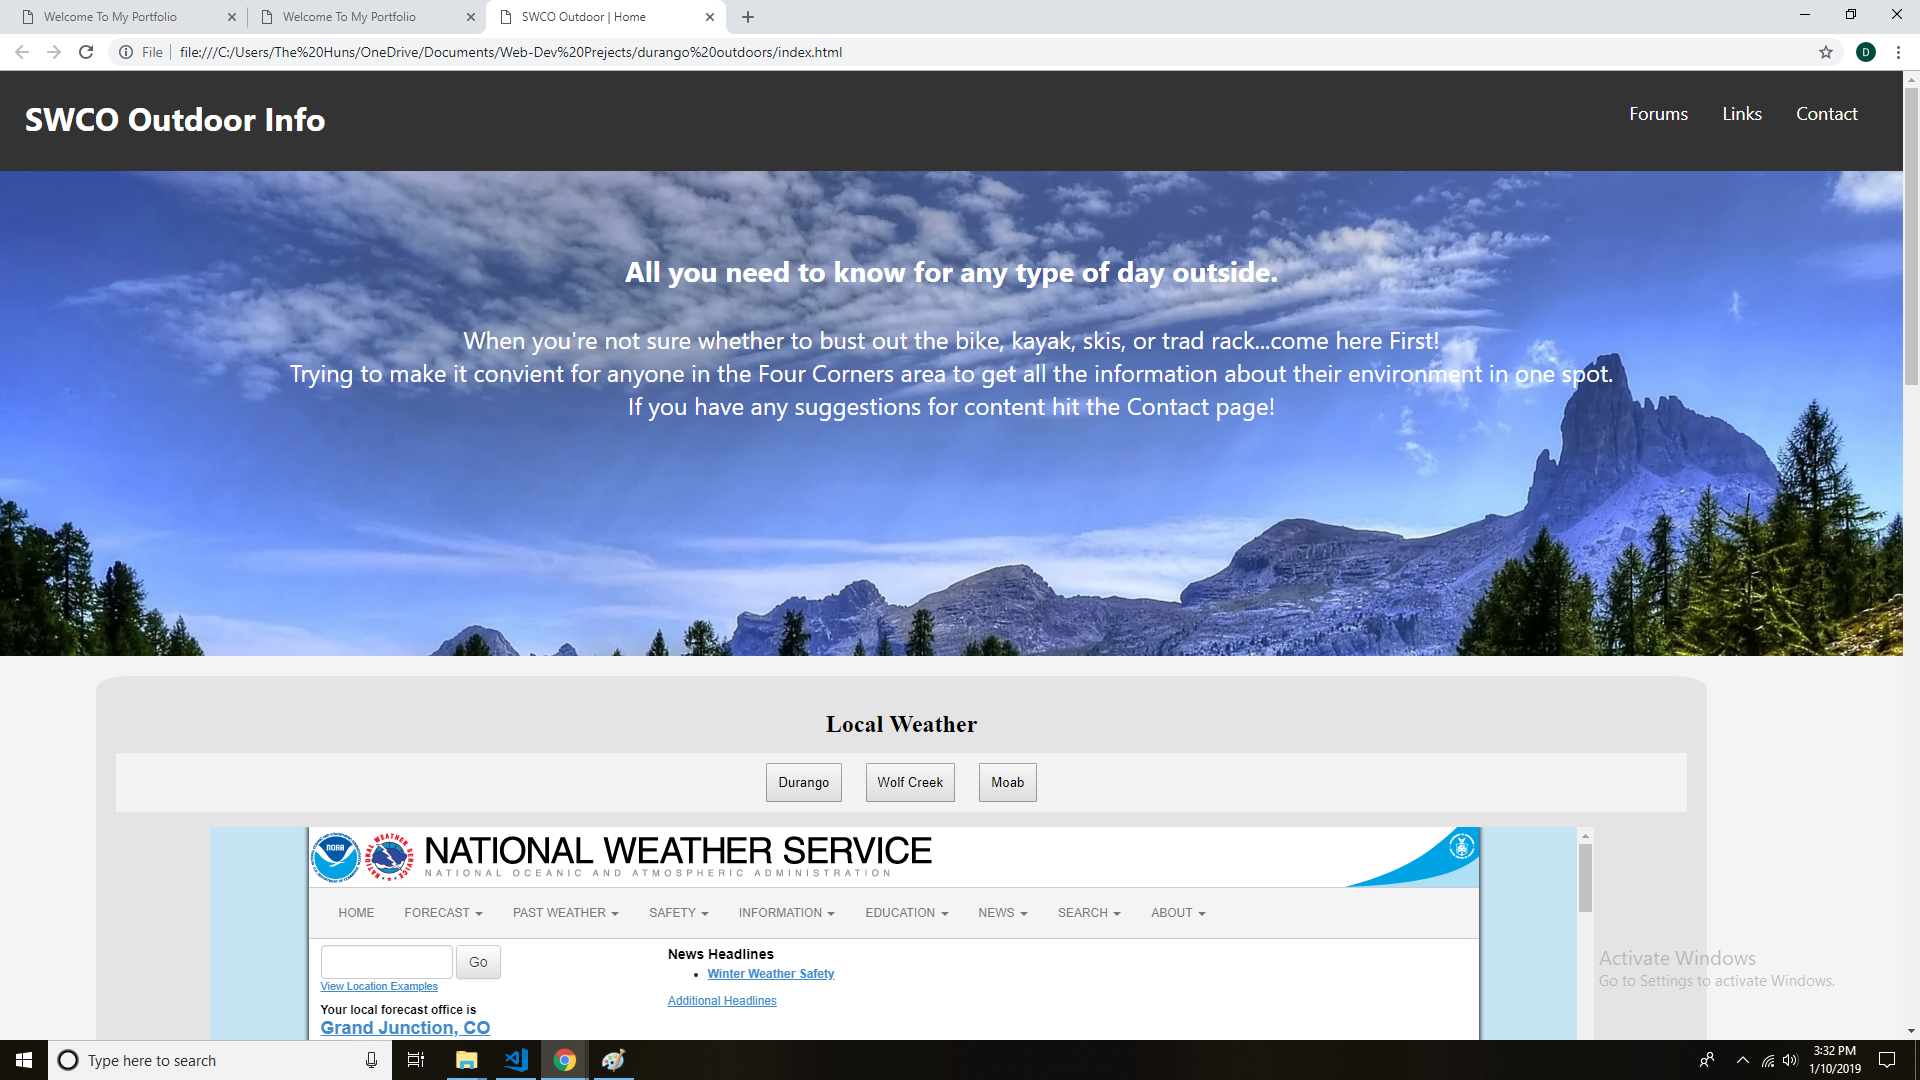 Welcome To My Portfolio
Welcome To My Portfolio
SWCO Outdoor | Home
File
file:///C:/Users/The%20Huns/OneDrive/Documents/Web-Dev%20Prejects/durango%20outdoors/index.html
D
SWCO Outdoor Info
Forums Links Contact
All you need to know for any type of day outside.
When you're not sure whether to bust out the bike, kayak, skis, or trad rack...come here First!
Trying to make it convient for anyone in the Four Corners area to get all the information about their environment in one spot.
If you have any suggestions for content hit the Contact page!
Local Weather
Durango Wolf Creek Moab
NOAA
NATIONAL WEATHER SERVICE
NATIONAL OCEANIC AND ATMOSPHERIC ADMINISTRATION
HOME FORECAST PAST WEATHER SAFETY INFORMATION EDUCATION NEWS SEARCH ABOUT
Go
View Location Examples
Your local forecast office is
Grand Junction, CO
News Headlines
Winter Weather Safety
Additional Headlines
Activate Windows
Go to Settings to activate Windows.
Type here to search
3:32 PM
1/10/2019